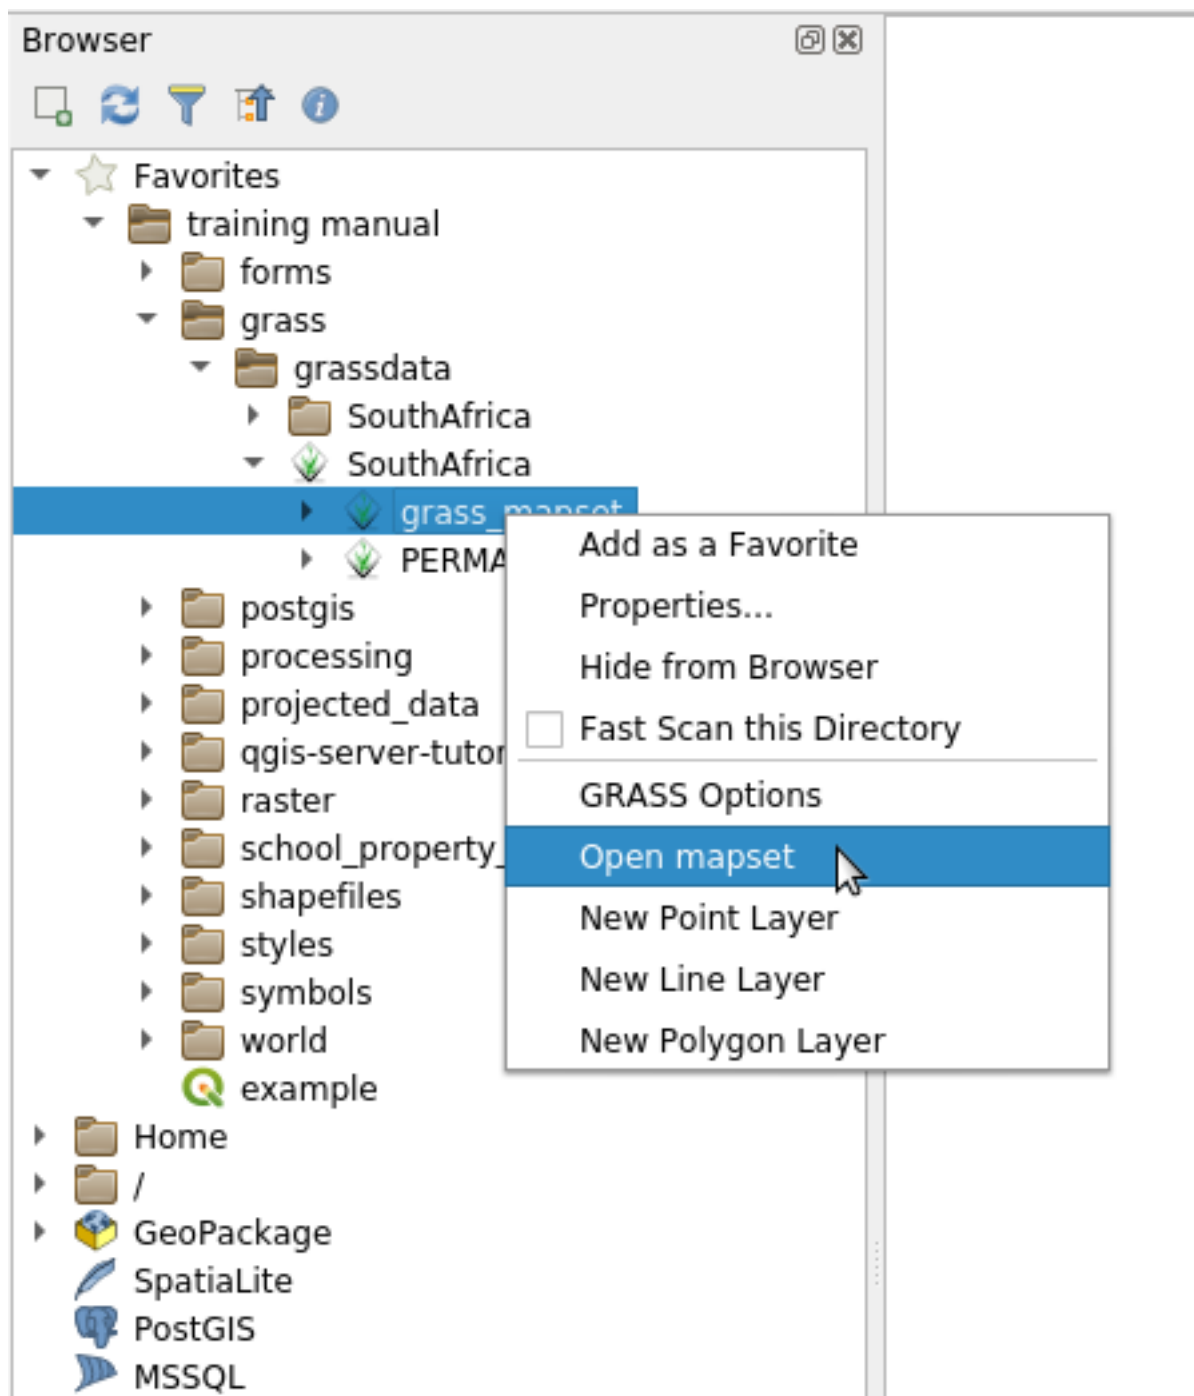 Browser
Favorites
training manual
forms
grass
grassdata
SouthAfrica
SouthAfrica
grass_mapset
PERMA
postgis
processing
projected_data
qgis-server-tutor
raster
school_property_
shapefiles
styles
symbols
world
example
Home
/
GeoPackage
SpatiaLite
PostGIS
MSSQL
Add as a Favorite
Properties...
Hide from Browser
Fast Scan this Directory
GRASS Options
Open mapset
New Point Layer
New Line Layer
New Polygon Layer